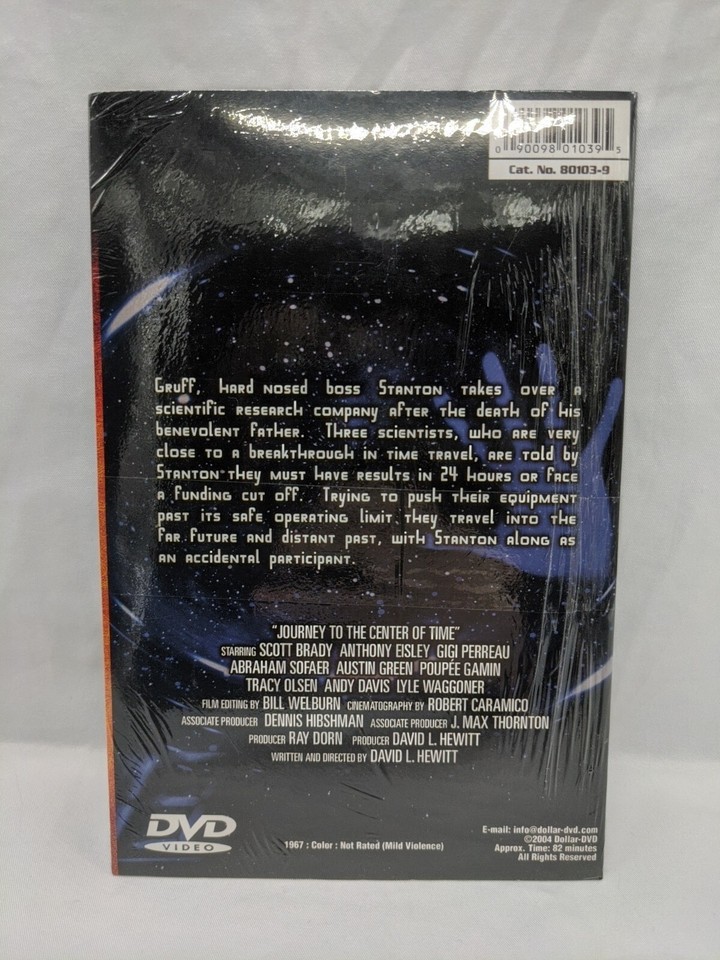 0 90098 01039 5
Cat. No. 80103-9
Gruff, hard nosed boss Stanton takes over a
scientific research company after the death of his
benevolent father. Three scientists, who are very
close to a breakthrough in time travel, are told by
Stanton they must have results in 24 hours or face
a funding cut off. Trying to push their equipment
past its safe operating limit they travel into the
far future and distant past, with Stanton along as
an accidental participant.
"JOURNEY TO THE CENTER OF TIME"
STARRING SCOTT BRADY ANTHONY EISLEY GIGI PERREAU
ABRAHAM SOFAER AUSTIN GREEN POUPÉE GAMIN
TRACY OLSEN ANDY DAVIS LYLE WAGGONER
FILM EDITING BY BILL WELBURN CINEMATOGRAPHY BY ROBERT CARAMICO
ASSOCIATE PRODUCER DENNIS HIBSHMAN ASSOCIATE PRODUCER J. MAX THORNTON
PRODUCER RAY DORN PRODUCER DAVID L. HEWITT
WRITTEN AND DIRECTED BY DAVID L. HEWITT
DVD
VIDEO
1967 : Color : Not Rated (Mild Violence)
E-mail: info@dollar-dvd.com
©2004 Dollar-DVD
Approx. Time: 82 minutes
All Rights Reserved